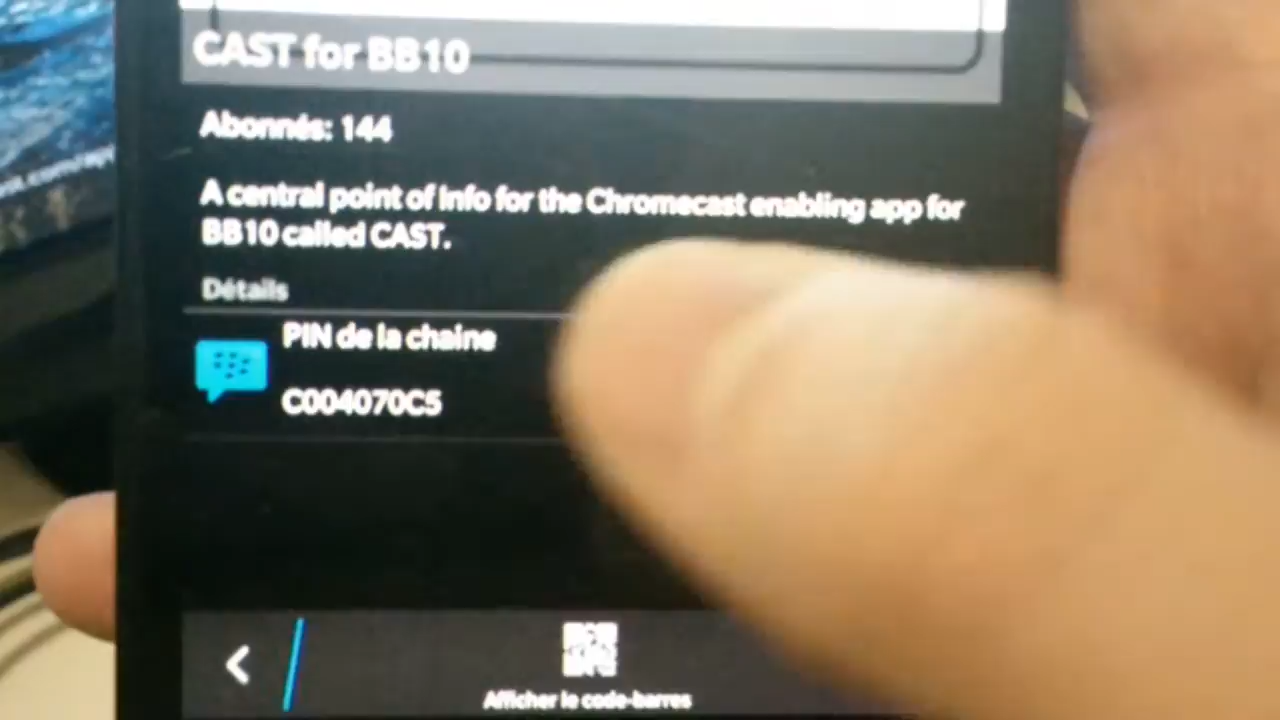 CAST for BB10
Abonnés: 144
A central point of info for the Chromecast enabling app for
BB10 called CAST.
Détails
PIN de la chaine
C004070C5
Afficher le code-barres